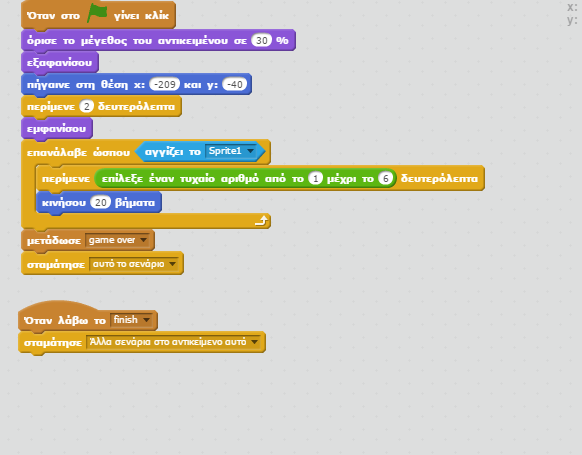 x:
y:
Όταν στο γίνει κλίκ
όρισε το μέγεθος του αντικειμένου σε 30 %
εξαφανίσου
πήγαινε στη θέση x: -209 και y: -40
περίμενε 2 δευτερόλεπτα
εμφανίσου
επανάλαβε ώσπου αγγίζει το Sprite1
περίμενε επίλεξε έναν τυχαίο αριθμό από το 1 μέχρι το 6 δευτερόλεπτα
κινήσου 20 βήματα
μετάδωσε game over
σταμάτησε αυτό το σενάριο
Όταν λάβω το finish
σταμάτησε Άλλα σενάρια στο αντικείμενο αυτό